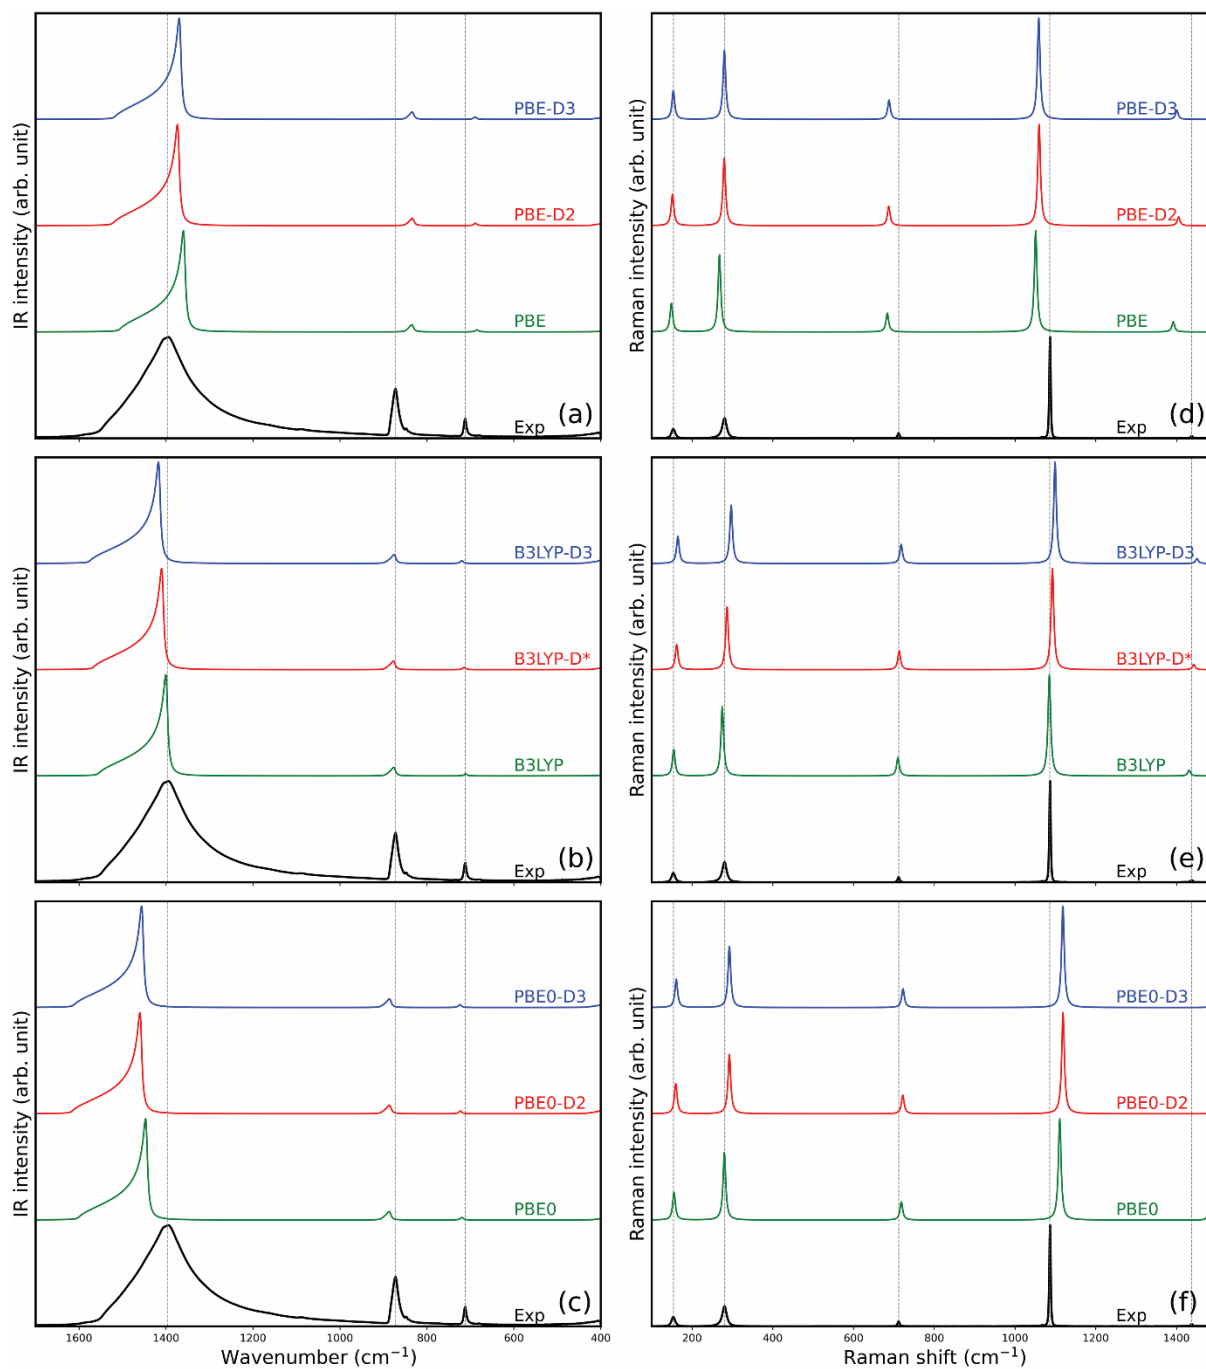 IR intensity (arb. unit)
PBE-D3
PBE-D2
PBE
Exp
(a)
Raman intensity (arb. unit)
PBE-D3
PBE-D2
PBE
Exp
(d)
IR intensity (arb. unit)
B3LYP-D3
B3LYP-D*
B3LYP
Exp
(b)
Raman intensity (arb. unit)
B3LYP-D3
B3LYP-D*
B3LYP
Exp
(e)
IR intensity (arb. unit)
PBE0-D3
PBE0-D2
PBE0
Exp
(c)
1600 1400 1200 1000 800 600 400
Wavenumber (cm⁻¹)
Raman intensity (arb. unit)
PBE0-D3
PBE0-D2
PBE0
Exp
(f)
200 400 600 800 1000 1200 1400
Raman shift (cm⁻¹)